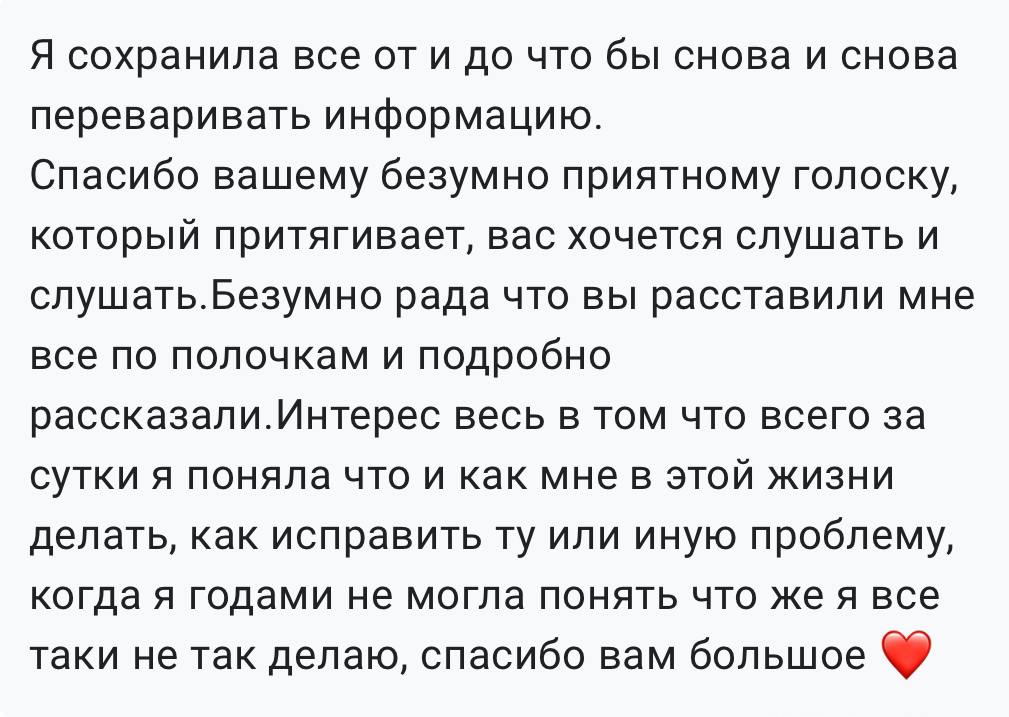 Я сохранила все от и до что бы снова и снова
переваривать информацию.
Спасибо вашему безумно приятному голоску,
который притягивает, вас хочется слушать и
слушать.Безумно рада что вы расставили мне
все по полочкам и подробно
рассказали.Интерес весь в том что всего за
сутки я поняла что и как мне в этой жизни
делать, как исправить ту или иную проблему,
когда я годами не могла понять что же я все
таки не так делаю, спасибо вам большое ❤️